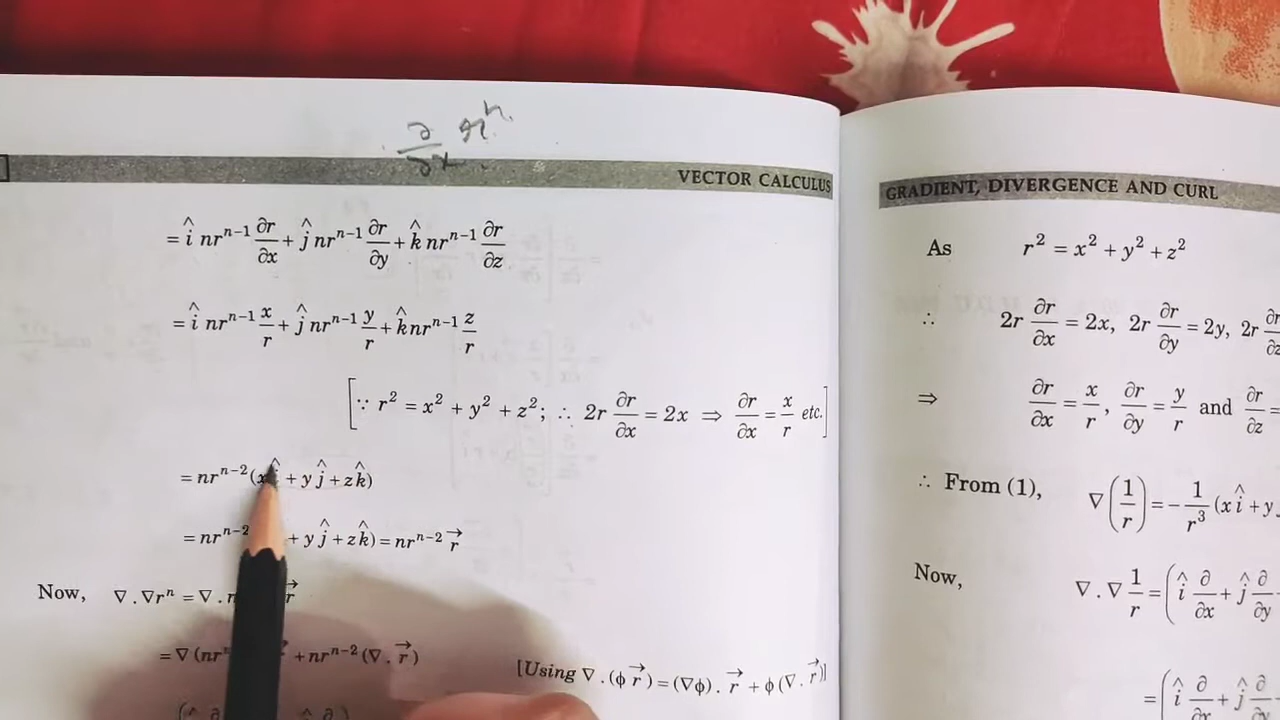 ∂/∂x r^n
VECTOR CALCULUS
= î nr^{n−1} ∂r/∂x + ĵ nr^{n−1} ∂r/∂y + k̂ nr^{n−1} ∂r/∂z
= î nr^{n−1} x/r + ĵ nr^{n−1} y/r + k̂ nr^{n−1} z/r
[∵ r² = x² + y² + z²; ∴ 2r ∂r/∂x = 2x ⇒ ∂r/∂x = x/r etc.]
= nr^{n−2} ( + y ĵ + z k̂)
= nr^{n−2} + y ĵ + z k̂) = nr^{n−2} r⃗
Now, ∇ . ∇r^n = ∇ . r⃗
= ∇ (nr + nr^{n−2} (∇ . r⃗)
[Using ∇ . (ϕ r⃗) = (∇ϕ) . r⃗ + ϕ (∇ . r⃗)]
GRADIENT, DIVERGENCE AND CURL
As r² = x² + y² + z²
∴ 2r ∂r/∂x = 2x, 2r ∂r/∂y = 2y, 2r
⇒ ∂r/∂x = x/r, ∂r/∂y = y/r and ∂r/∂z =
∴ From (1), ∇(1/r) = − 1/r³ (x î + y
Now, ∇ . ∇ 1/r = (î ∂/∂x + ĵ ∂/∂y
= (î ∂/∂x + ĵ ∂